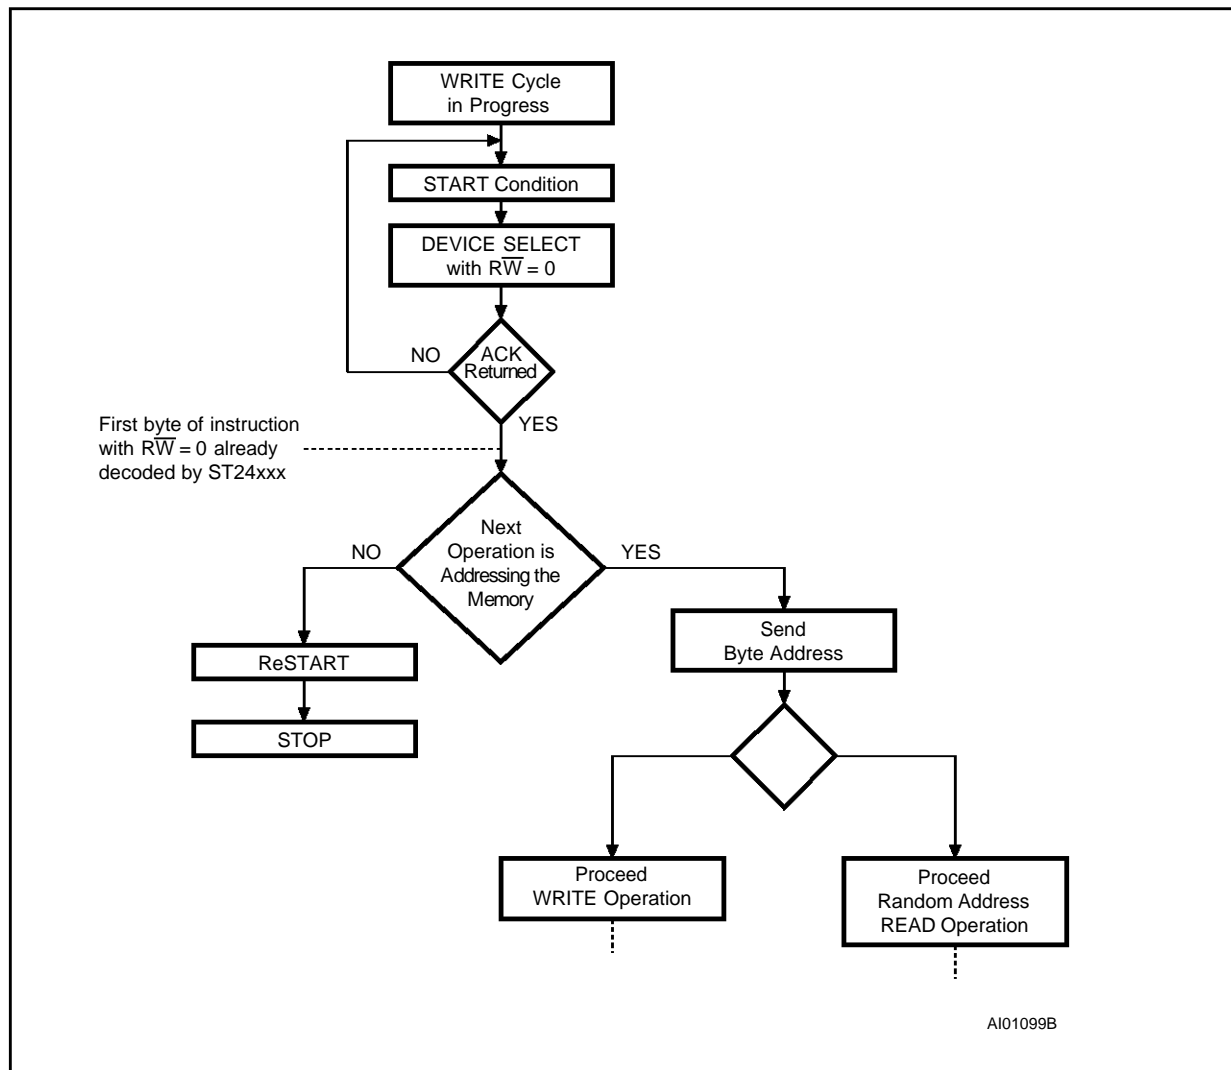 WRITE Cycle
in Progress
START Condition
DEVICE SELECT
with RW̅ = 0
NO
ACK
Returned
YES
First byte of instruction
with RW̅ = 0 already
decoded by ST24xxx
NO
Next
Operation is
Addressing the
Memory
YES
Send
Byte Address
ReSTART
STOP
Proceed
WRITE Operation
Proceed
Random Address
READ Operation
AI01099B